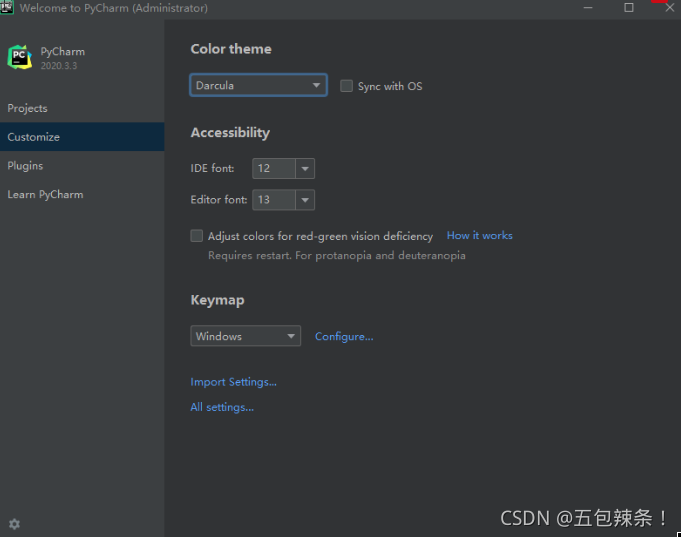 Welcome to PyCharm (Administrator)
PC
PyCharm
2020.3.3
Projects
Customize
Plugins
Learn PyCharm
Color theme
Darcula
Sync with OS
Accessibility
IDE font: 12
Editor font: 13
Adjust colors for red-green vision deficiency How it works
Requires restart. For protanopia and deuteranopia
Keymap
Windows Configure...
Import Settings...
All settings...
CSDN @五包辣条！